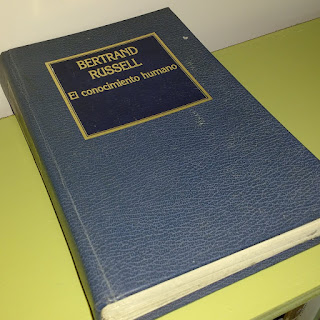 BERTRAND
RUSSELL
El conocimiento humano